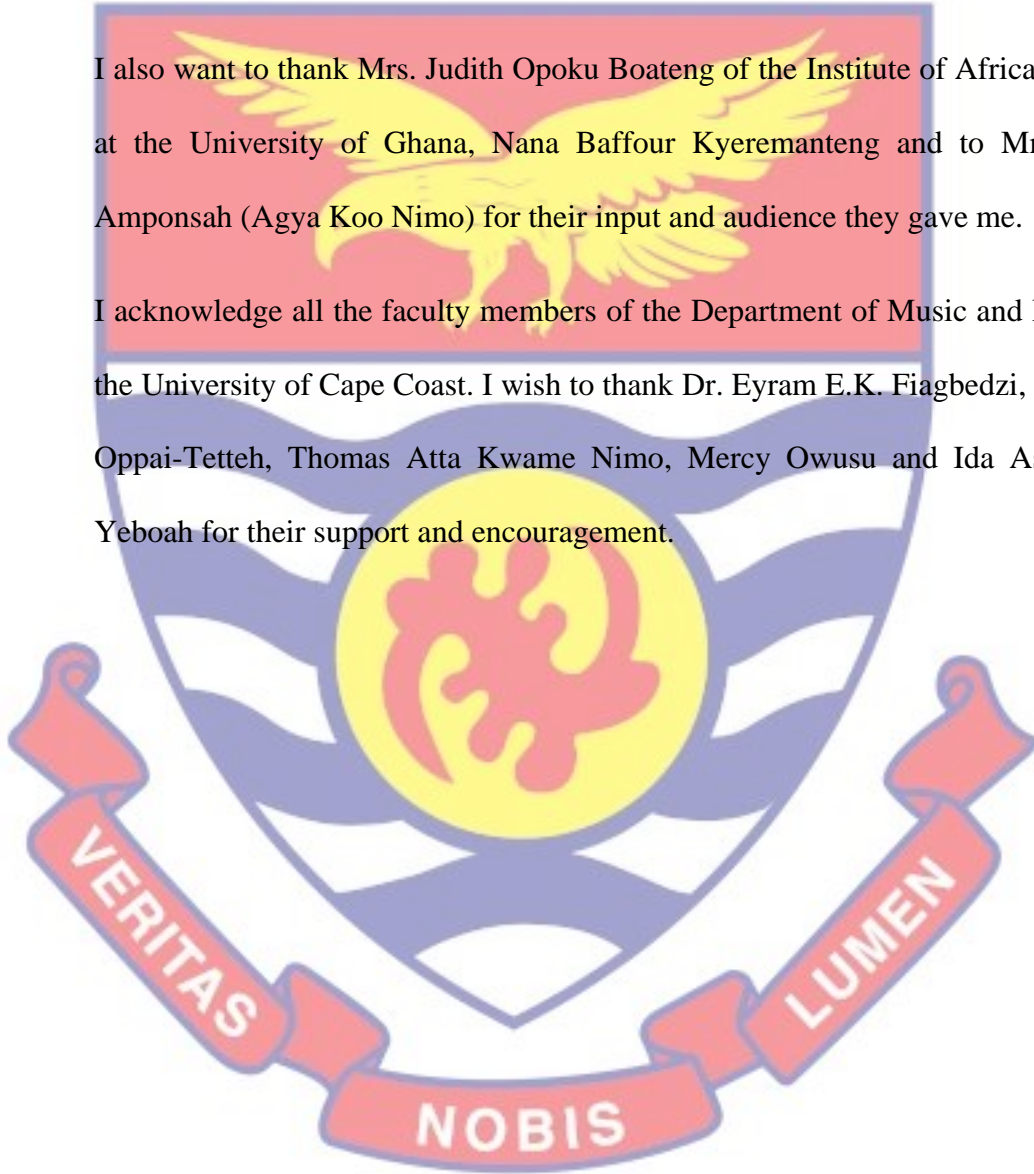 I also want to thank Mrs. Judith Opoku Boateng of the Institute of Africa
at the University of Ghana, Nana Baffour Kyeremanteng and to Mr
Amponsah (Agya Koo Nimo) for their input and audience they gave me.
I acknowledge all the faculty members of the Department of Music and
the University of Cape Coast. I wish to thank Dr. Eyram E.K. Fiagbedzi,
Oppai-Tetteh, Thomas Atta Kwame Nimo, Mercy Owusu and Ida A
Yeboah for their support and encouragement.
VERITAS
NOBIS
LUMEN